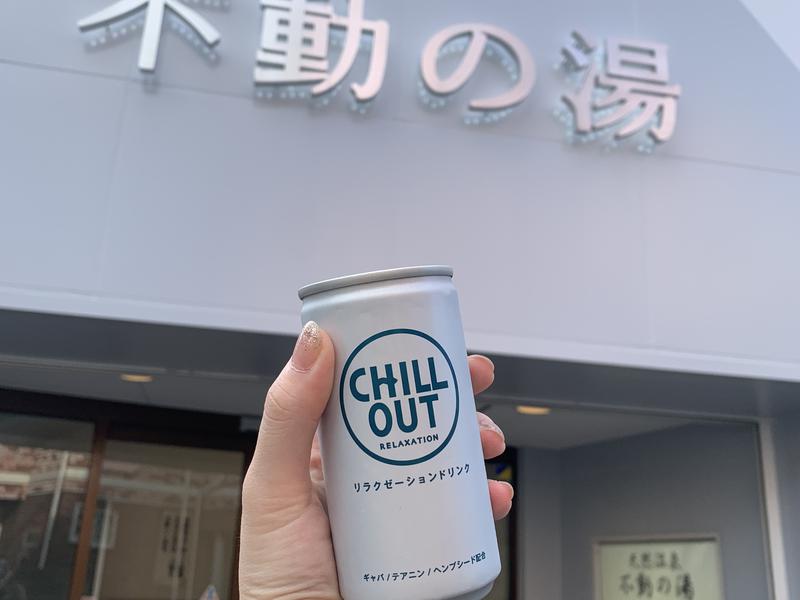 不動の湯
CHILL
OUT
RELAXATION
リラクゼーションドリンク
ギャバ/テアニン/ヘンプシード配合
天然温泉
不動の湯